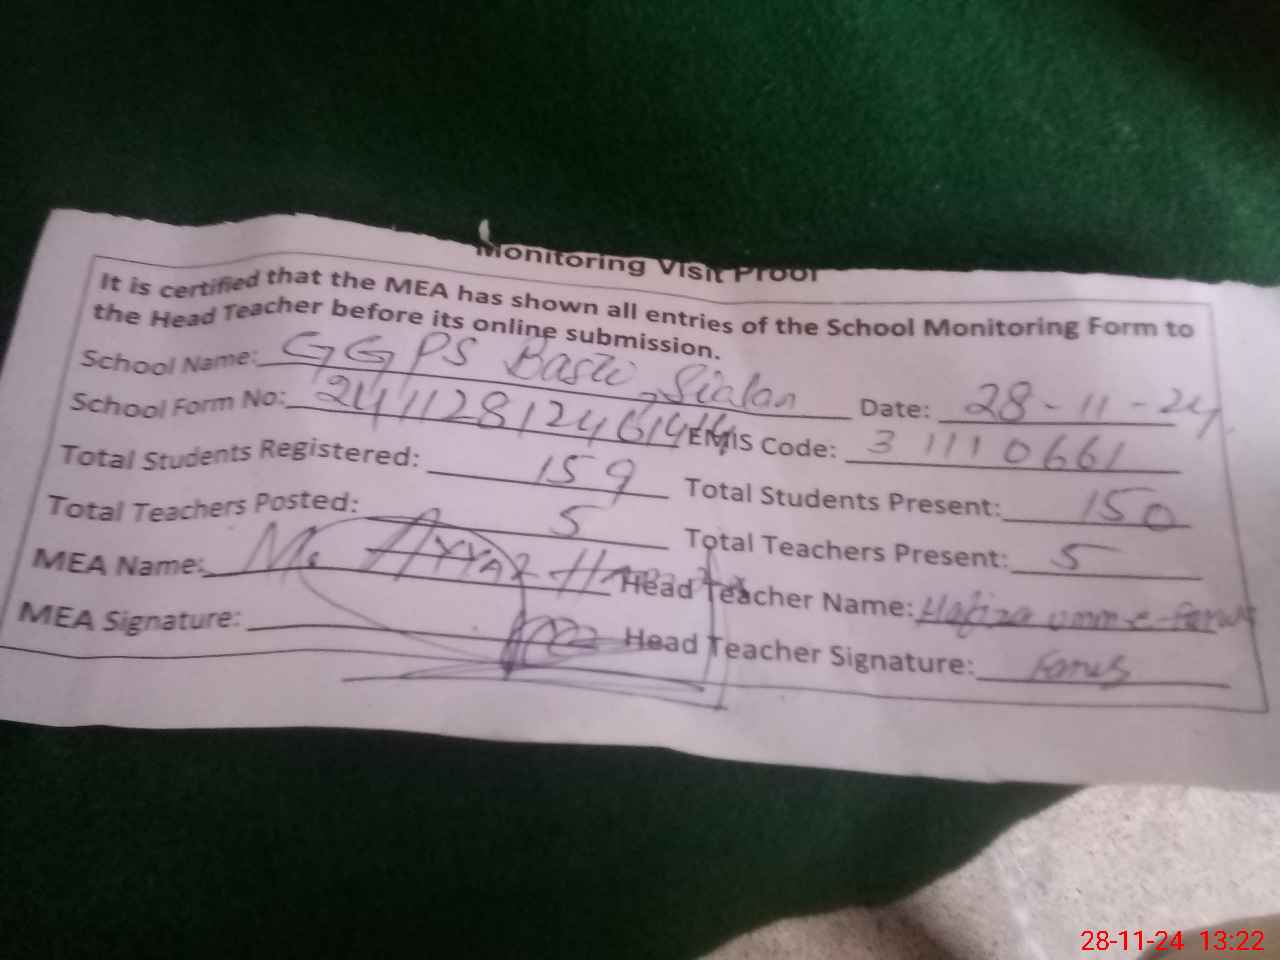 Monitoring Visit Proof
It is certified that the MEA has shown all entries of the School Monitoring Form to
the Head Teacher before its online submission.
School Name: GGPS Basti Sialan Date: 28-11-24
School Form No: EMIS Code: 31110661
Total Students Registered: 159 Total Students Present: 150
Total Teachers Posted: 5 Total Teachers Present: 5
MEA Name: M. Head Teacher Name: Hafiza
MEA Signature: Head Teacher Signature:
28-11-24 13:22